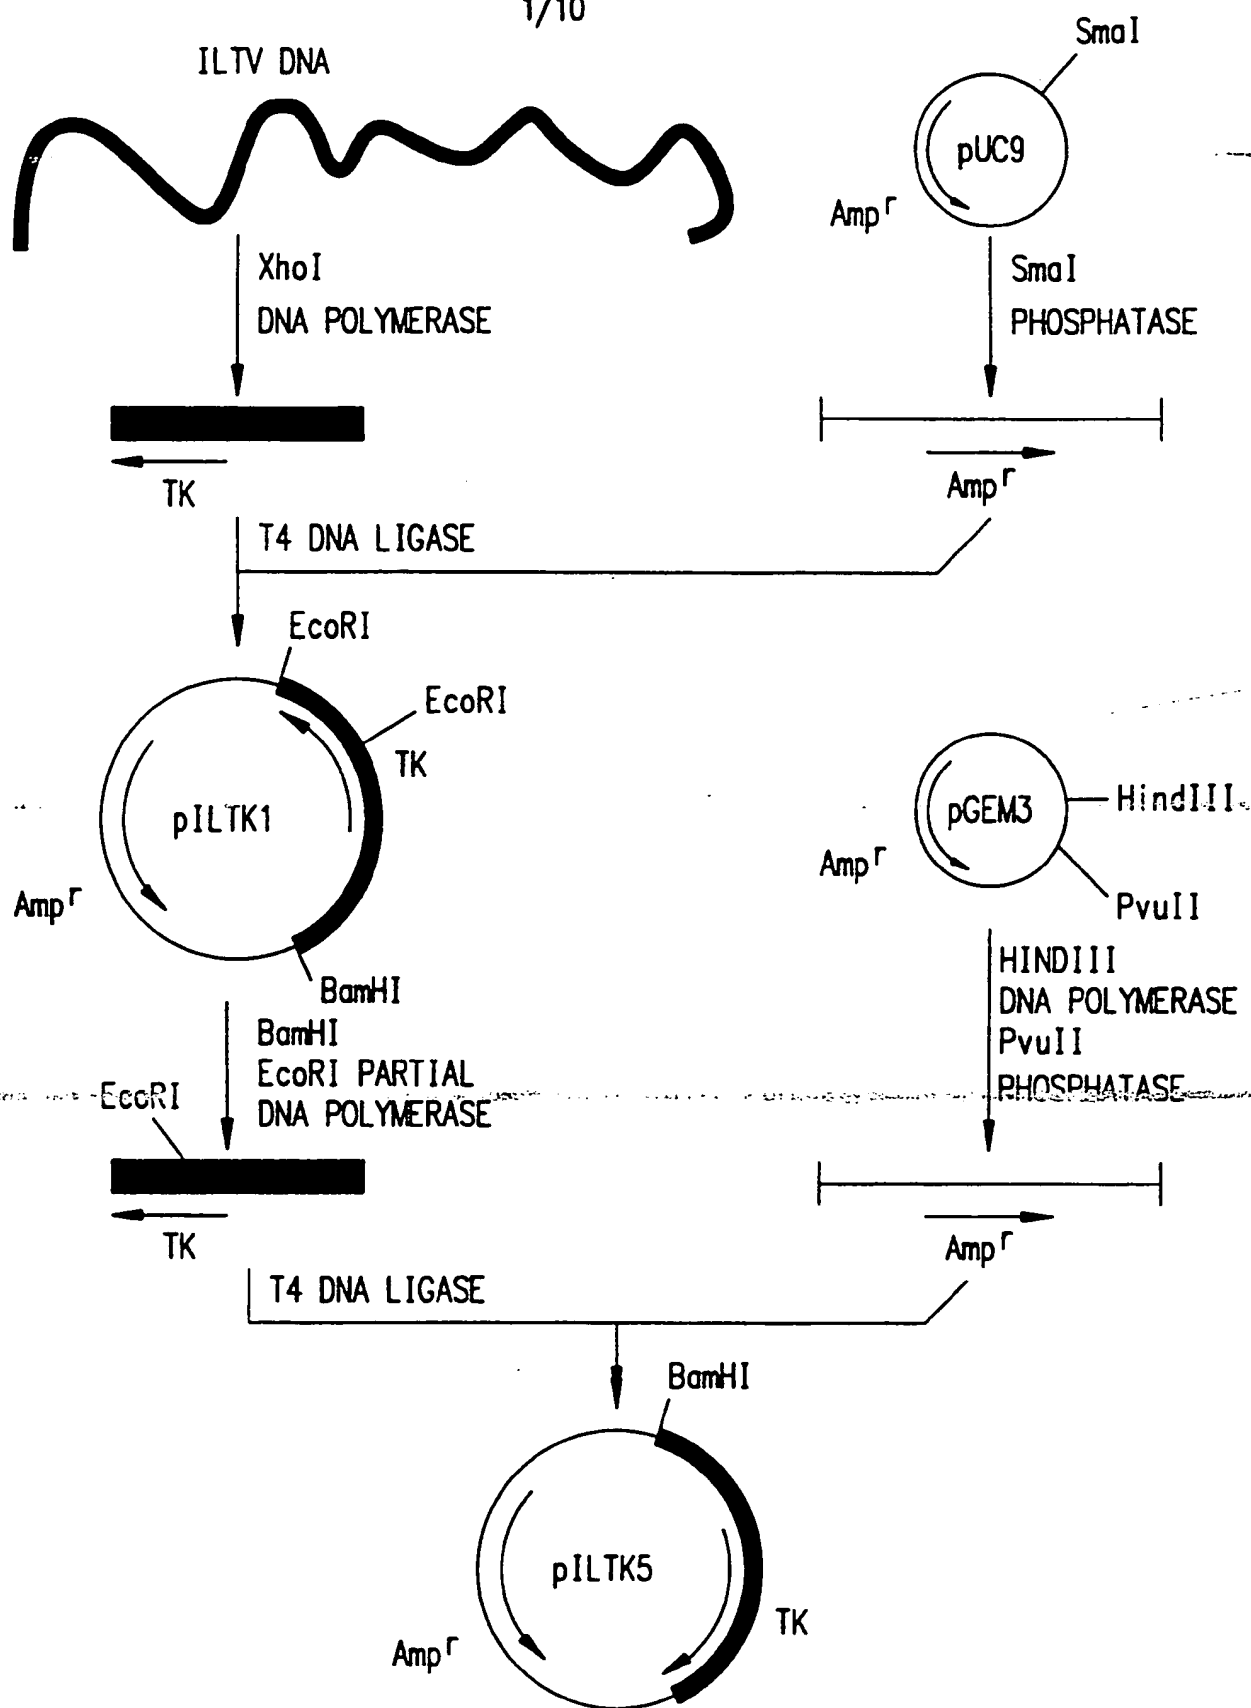 1/10
ILTV DNA
SmaI
pUC9
Amp r
XhoI
DNA POLYMERASE
SmaI
PHOSPHATASE
TK
Amp r
T4 DNA LIGASE
EcoRI
EcoRI
TK
pILTK1
Amp r
BamHI
pGEM3
HindIII
Amp r
PvuII
BamHI
EcoRI PARTIAL
DNA POLYMERASE
HINDIII
DNA POLYMERASE
PvuII
PHOSPHATASE
EcoRI
TK
Amp r
T4 DNA LIGASE
BamHI
pILTK5
TK
Amp r